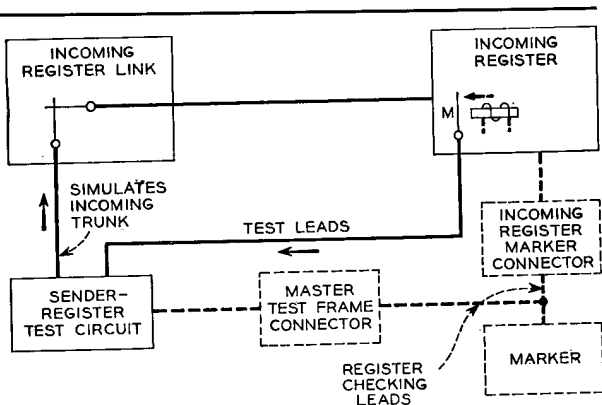 INCOMING
REGISTER LINK
INCOMING
REGISTER
M
SIMULATES
INCOMING
TRUNK
TEST LEADS
INCOMING
REGISTER
MARKER
CONNECTOR
SENDER-
REGISTER
TEST CIRCUIT
MASTER
TEST FRAME
CONNECTOR
REGISTER
CHECKING
LEADS
MARKER